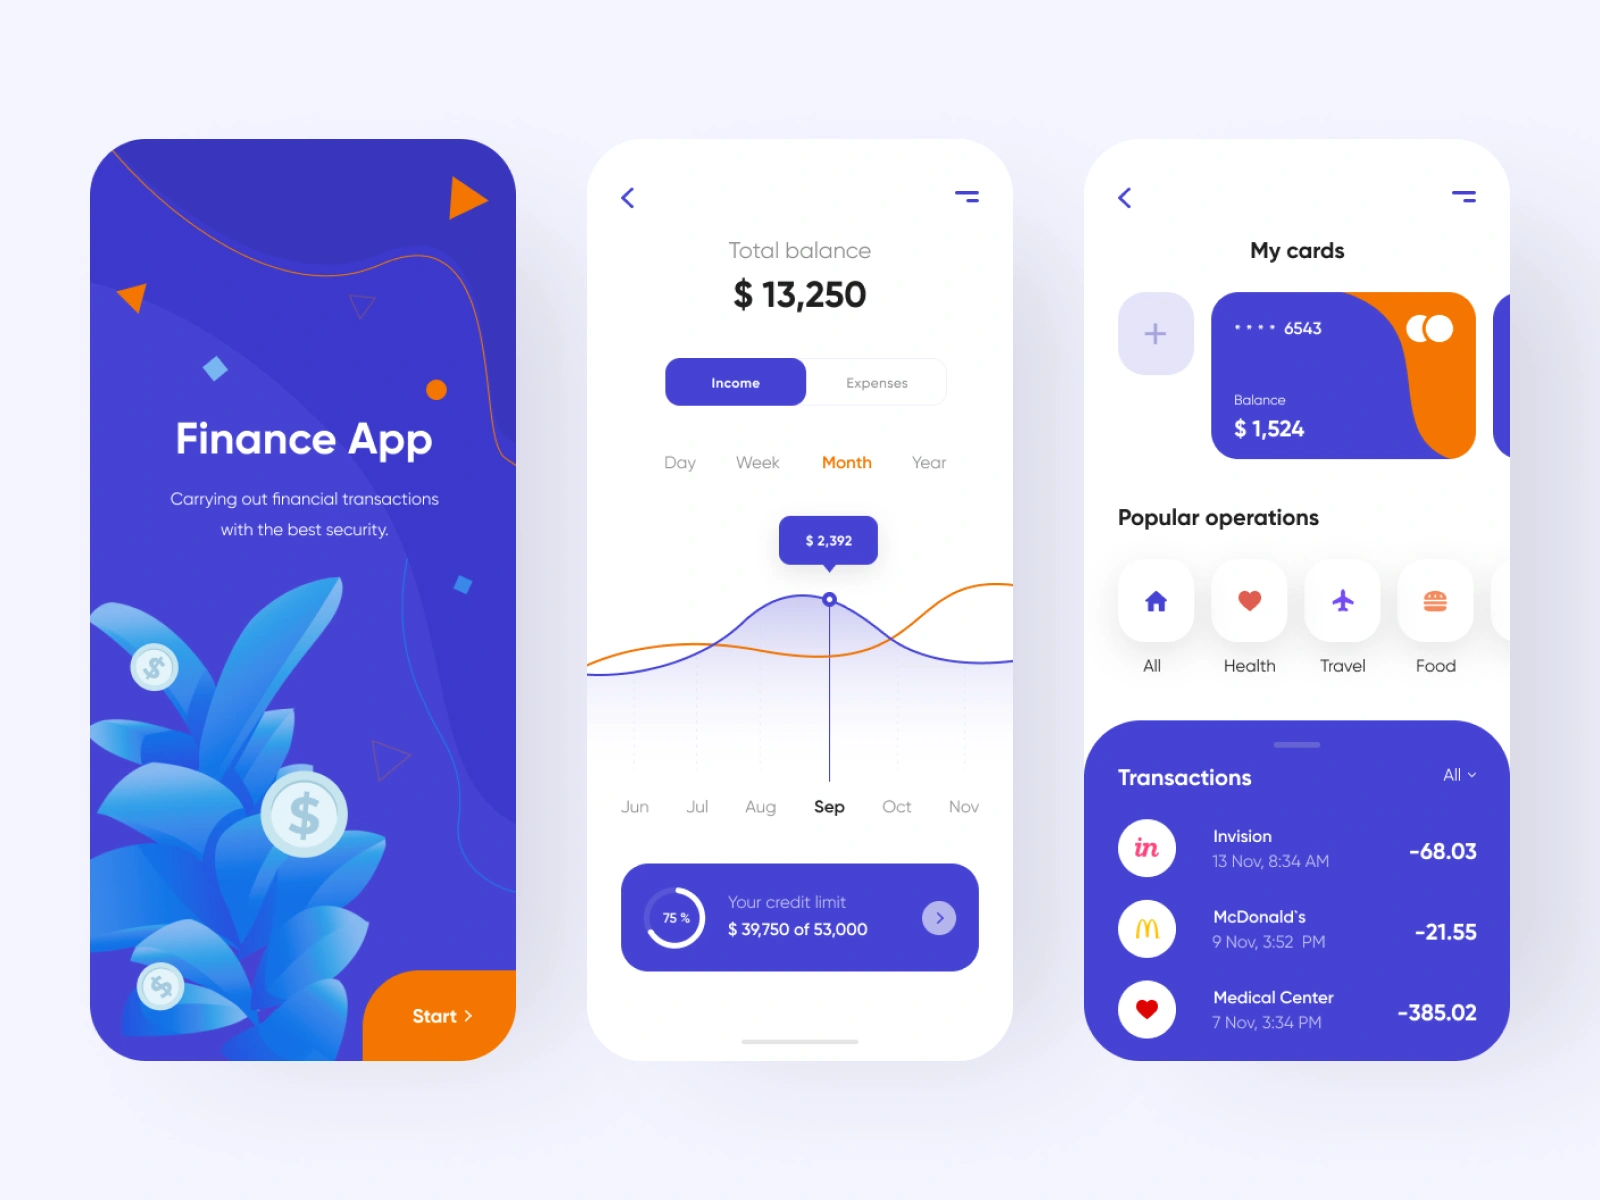 Finance App
Carrying out financial transactions
with the best security.
$
$
$
Start
Total balance
$ 13,250
Income Expenses
Day Week Month Year
$ 2,392
Jun Jul Aug Sep Oct Nov
75 %
Your credit limit
$ 39,750 of 53,000
My cards
+
* * * * 6543
Balance
$ 1,524
Popular operations
All Health Travel Food
Transactions
All
in
Invision
13 Nov, 8:34 AM
-68.03
McDonald`s
9 Nov, 3:52 PM
-21.55
Medical Center
7 Nov, 3:34 PM
-385.02